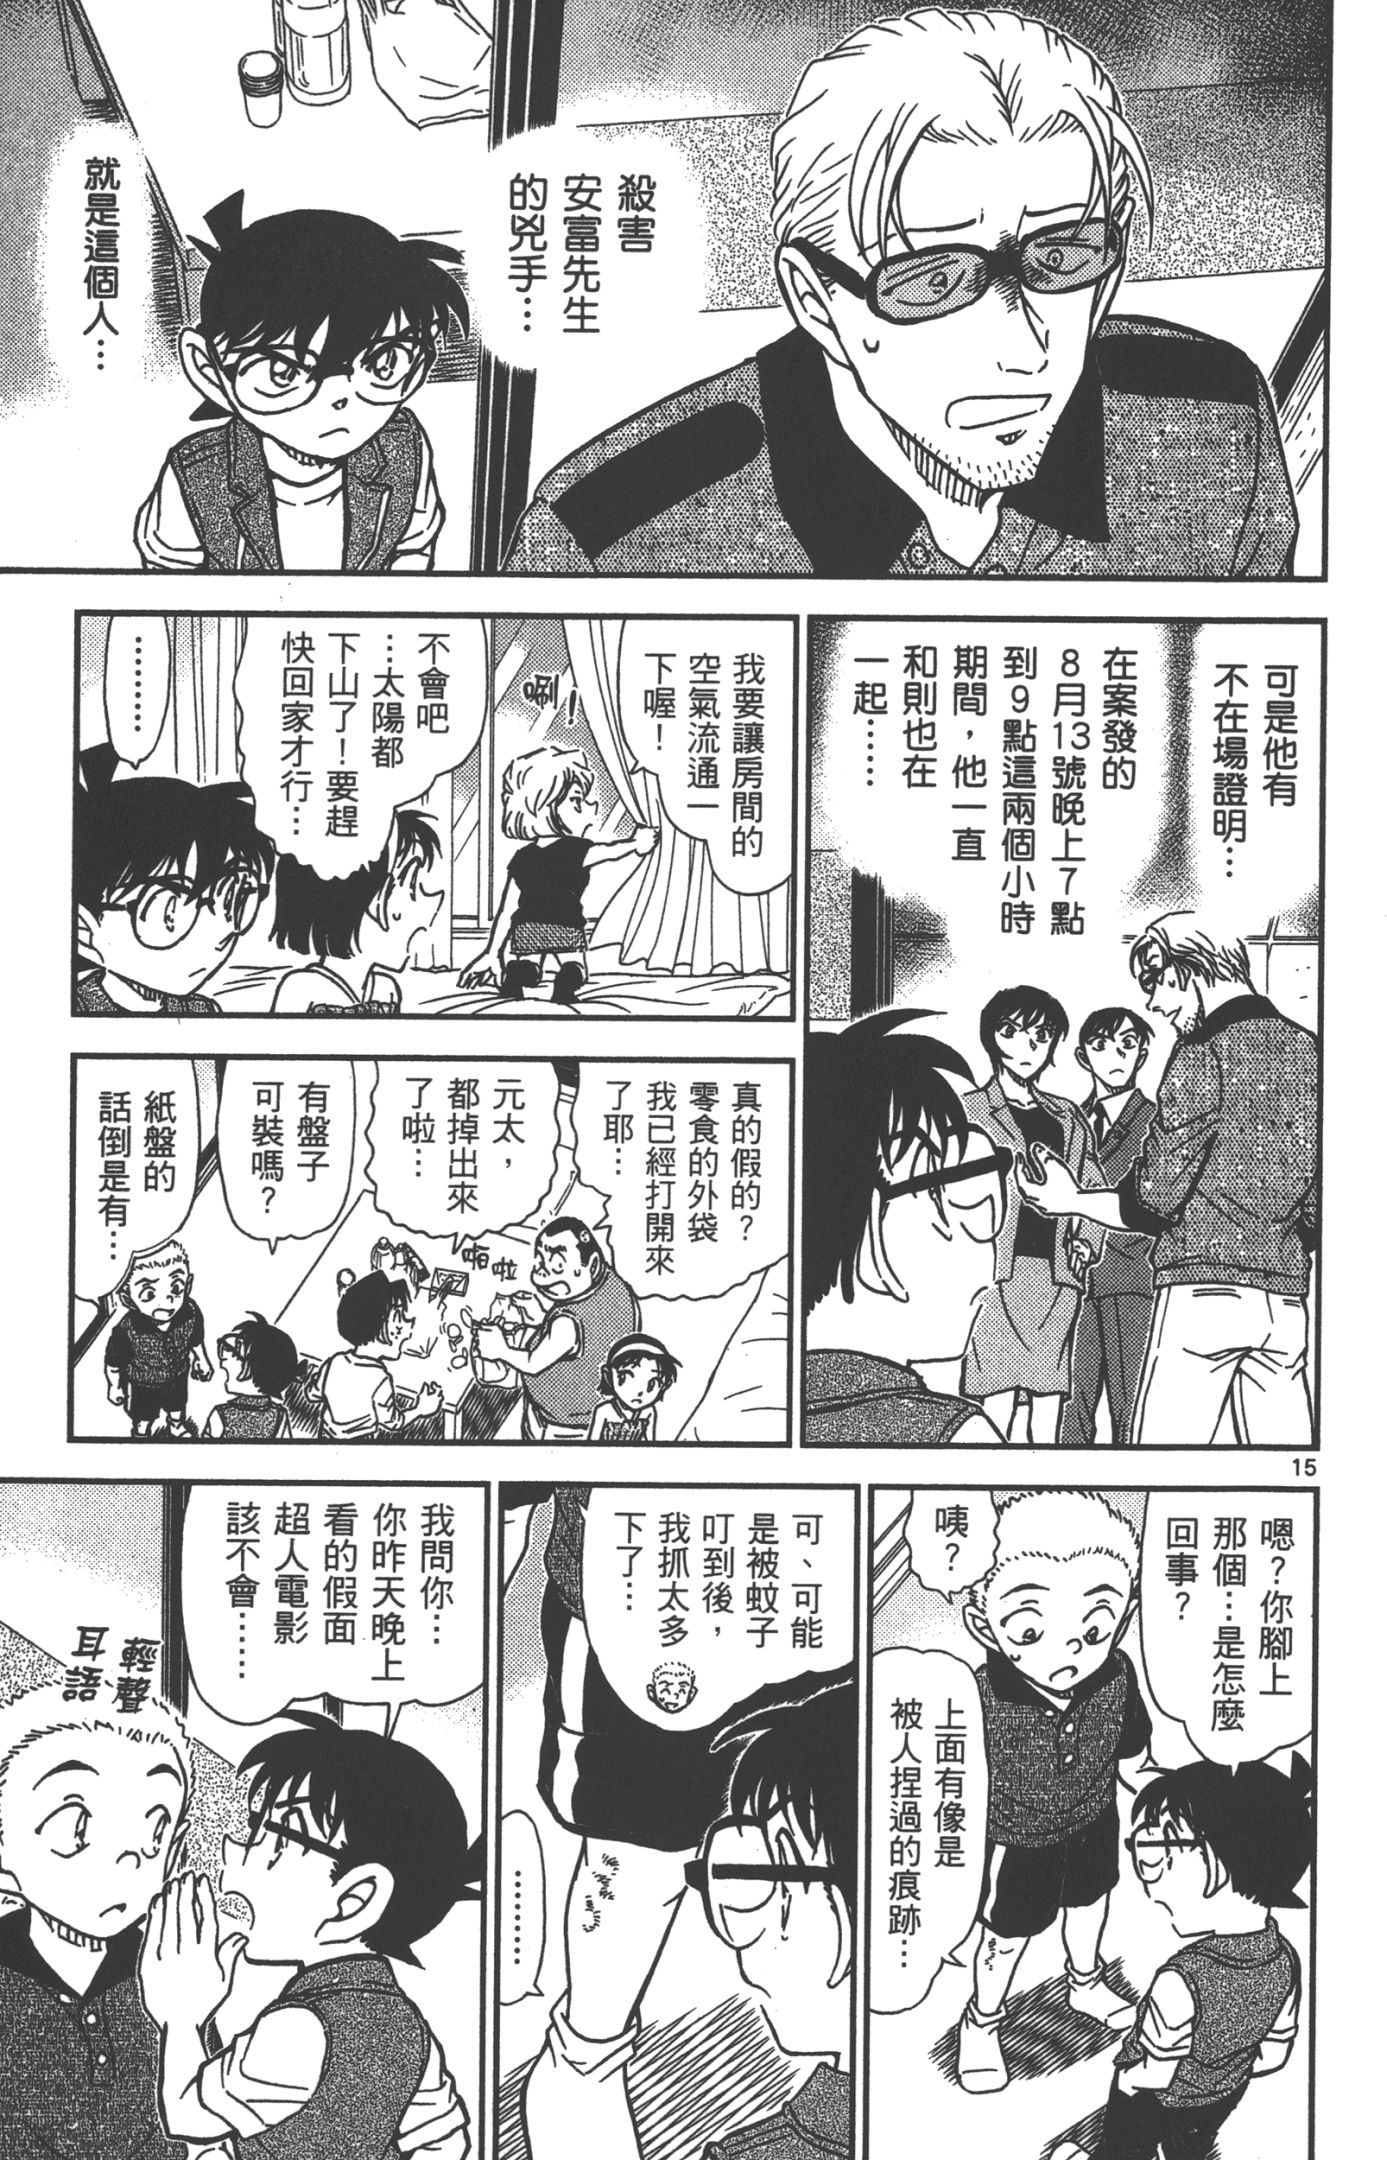 殺害
安富先生
的兇手…
就是這個人…
可是他有
不在場證明…
在案發的
8月13號晚上7點
到9點這兩個小時
期間，他一直
和則也在
一起……
我要讓房間的
空氣流通一
下喔！
唰！
不會吧
…太陽都
下山了！要趕
快回家才行…
………
真的假的？
零食的外袋
我已經打開來
了耶…
元太，
都掉出來
了啦…
啪啦
有盤子
可裝嗎？
紙盤的
話倒是有…
15
嗯？你腳上
那個…是怎麼
回事？
咦？
上面有像是
被人捏過的痕跡…
可、可能
是被蚊子
叮到後，
我抓太多
下了…
………
我問你…
你昨天晚上
看的假面
超人電影
該不會……
輕聲
耳語